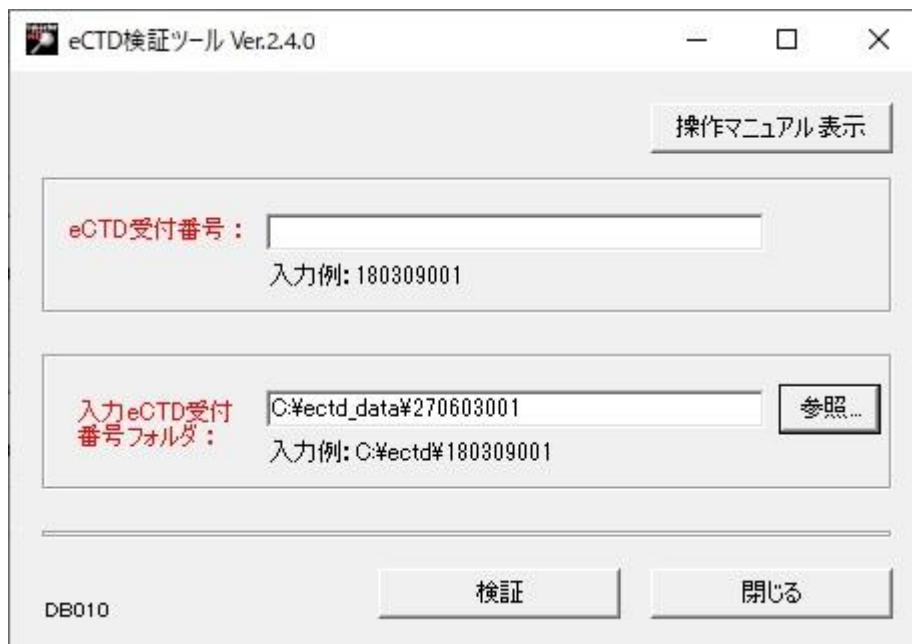 eCTD検証ツール Ver.2.4.0
操作マニュアル表示
eCTD受付番号：
入力例: 180309001
入力eCTD受付
番号フォルダ：
C:¥ectd_data¥270603001
参照...
入力例: C:¥ectd¥180309001
DB010
検証
閉じる